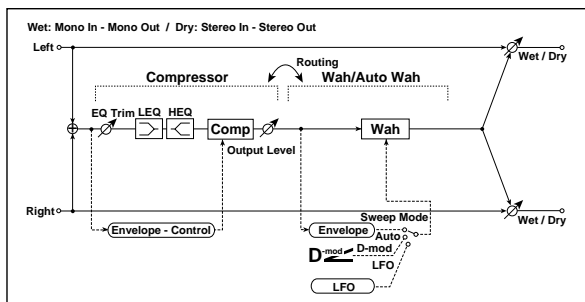 Wet: Mono In - Mono Out / Dry: Stereo In - Stereo Out
Left
Wet / Dry
Routing
Compressor
Wah/Auto Wah
EQ Trim
LEQ
HEQ
Comp
Output Level
Wah
Right
Wet / Dry
Envelope - Control
Sweep Mode
Envelope
Auto
D-mod
D-mod
LFO
LFO